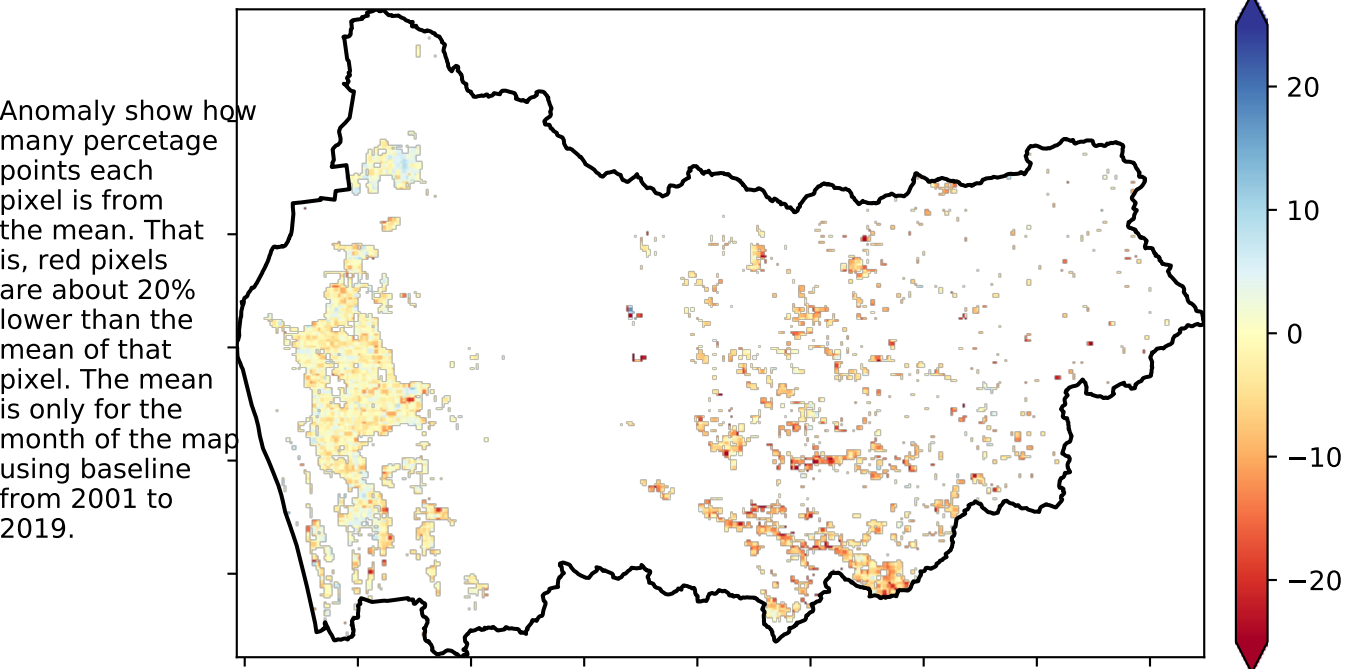 Anomaly show how
many percetage
points each
pixel is from
the mean. That
is, red pixels
are about 20%
lower than the
mean of that
pixel. The mean
is only for the
month of the map
using baseline
from 2001 to
2019.
20
10
0
−10
−20